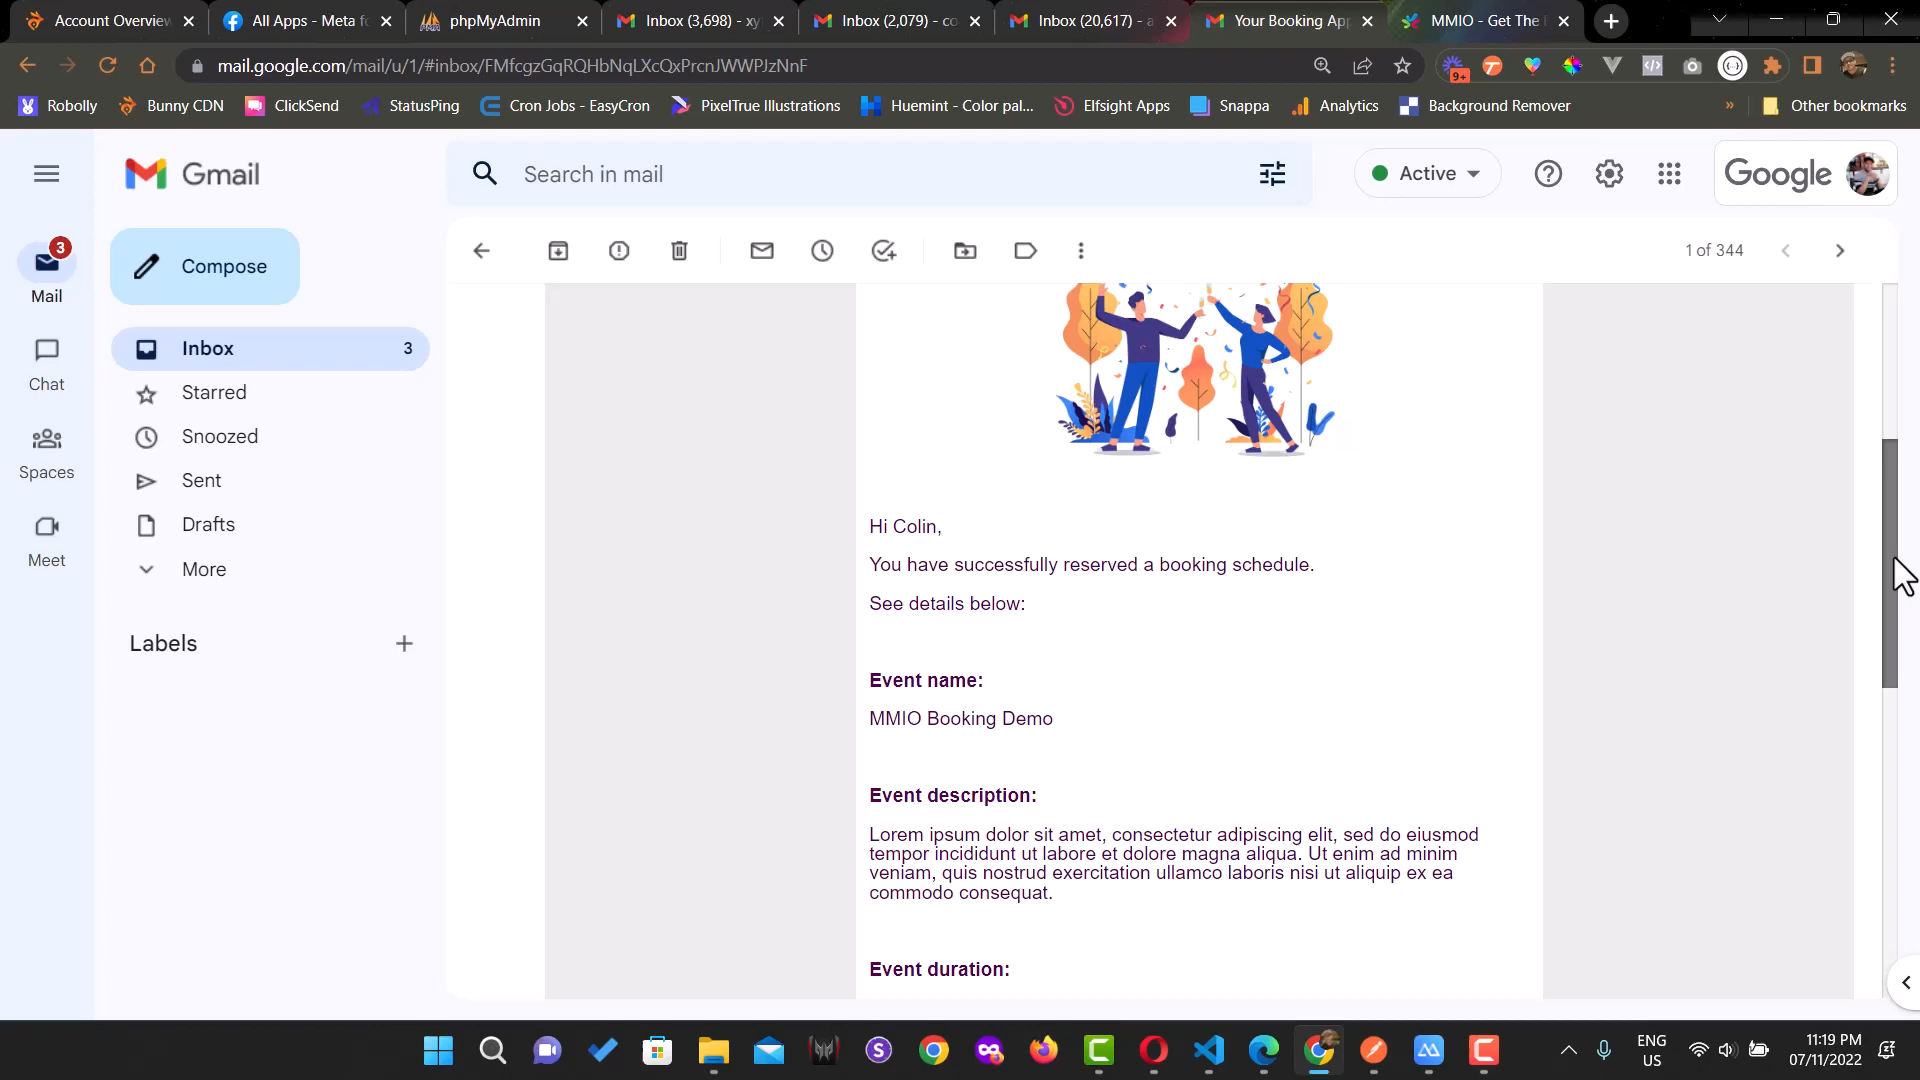 Account Overview
All Apps - Meta fo
phpMyAdmin
Inbox (3,698) - xy
Inbox (2,079) - co
Inbox (20,617) - a
Your Booking App
MMIO - Get The
mail.google.com/mail/u/1/#inbox/FMfcgzGqRQHbNqLXcQxPrcnJWWPJzNnF
9+
Robolly
Bunny CDN
ClickSend
StatusPing
Cron Jobs - EasyCron
PixelTrue Illustrations
Huemint - Color pal...
Elfsight Apps
Snappa
Analytics
Background Remover
»
Other bookmarks
Gmail
Search in mail
Active
Google
3
Mail
Chat
Spaces
Meet
Compose
Inbox 3
Starred
Snoozed
Sent
Drafts
More
Labels
1 of 344
Hi Colin,
You have successfully reserved a booking schedule.
See details below:
Event name:
MMIO Booking Demo
Event description:
Lorem ipsum dolor sit amet, consectetur adipiscing elit, sed do eiusmod
tempor incididunt ut labore et dolore magna aliqua. Ut enim ad minim
veniam, quis nostrud exercitation ullamco laboris nisi ut aliquip ex ea
commodo consequat.
Event duration:
ENG
US
11:19 PM
07/11/2022